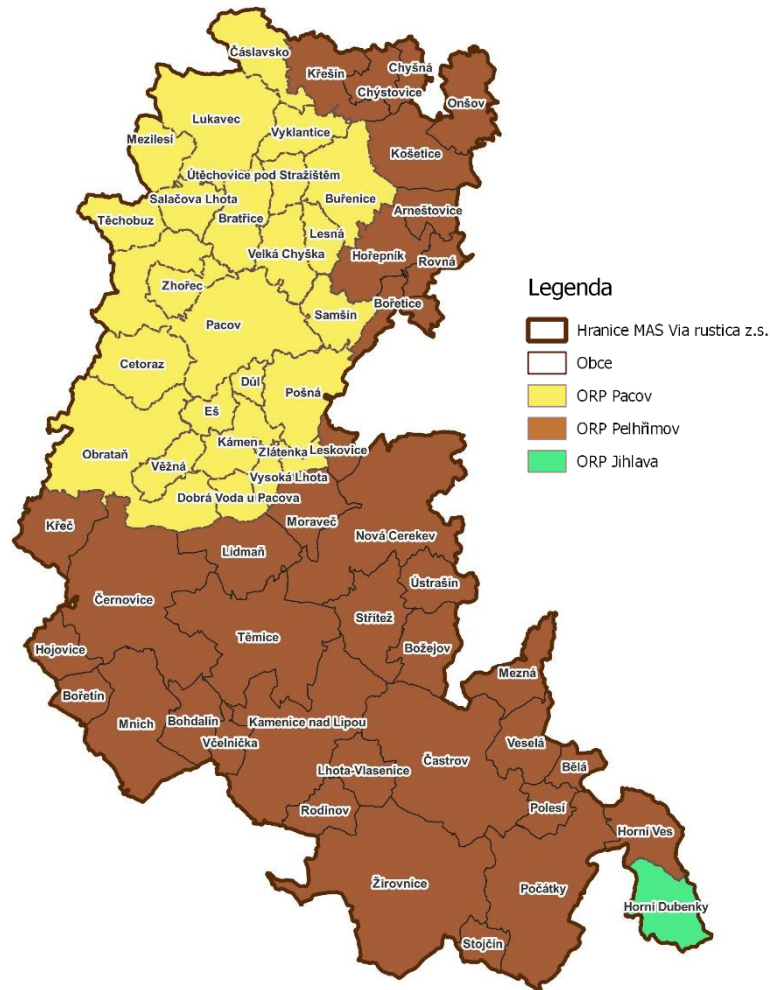 Čáslavsko
Křešín
Chyšná
Chýstovice
Onšov
Lukavec
Vyklantice
Mezilesí
Košetice
Útěchovice pod Stražištěm
Salačova Lhota
Buřenice
Arneštovice
Těchobuz
Bratřice
Lesná
Velká Chyška
Hořepník
Rovná
Zhořec
Bořetice
Samšín
Pacov
Cetoraz
Důl
Pošná
Eš
Kámen
Obrataň
Zlátenka
Leskovice
Věžná
Vysoká Lhota
Dobrá Voda u Pacova
Křeč
Moraveč
Nová Cerekev
Lidmaň
Ústrašín
Černovice
Střítež
Těmice
Božejov
Hojovice
Mezná
Bořetín
Mnich
Bohdalín
Kamenice nad Lipou
Včelnička
Veselá
Častrov
Bělá
Lhota-Vlasenice
Rodinov
Polesí
Horní Ves
Žirovnice
Počátky
Horní Dubenky
Stojčín
Legenda
Hranice MAS Via rustica z.s.
Obce
ORP Pacov
ORP Pelhřimov
ORP Jihlava